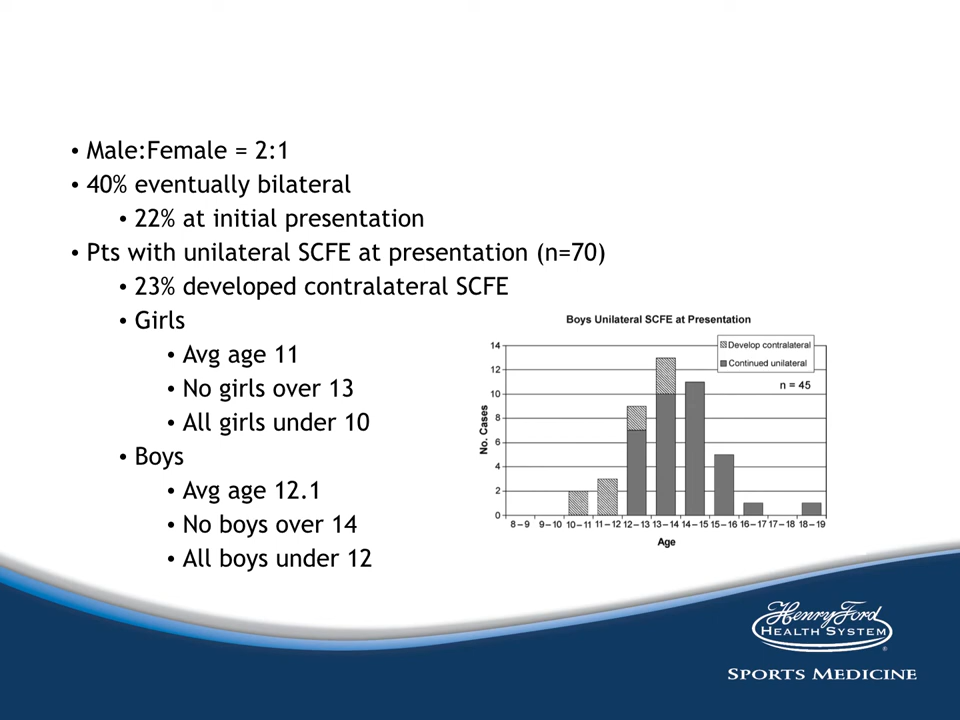 • Male:Female = 2:1
• 40% eventually bilateral
• 22% at initial presentation
• Pts with unilateral SCFE at presentation (n=70)
• 23% developed contralateral SCFE
• Girls
• Avg age 11
• No girls over 13
• All girls under 10
• Boys
• Avg age 12.1
• No boys over 14
• All boys under 12
Boys Unilateral SCFE at Presentation
Develop contralateral
Continued unilateral
n = 45
No. Cases
14
12
10
8
6
4
2
0
8 – 9 9 – 10 10 – 11 11 – 12 12 – 13 13 – 14 14 – 15 15 – 16 16 – 17 17 – 18 18 – 19
Age
Henry Ford
HEALTH SYSTEM
®
SPORTS MEDICINE